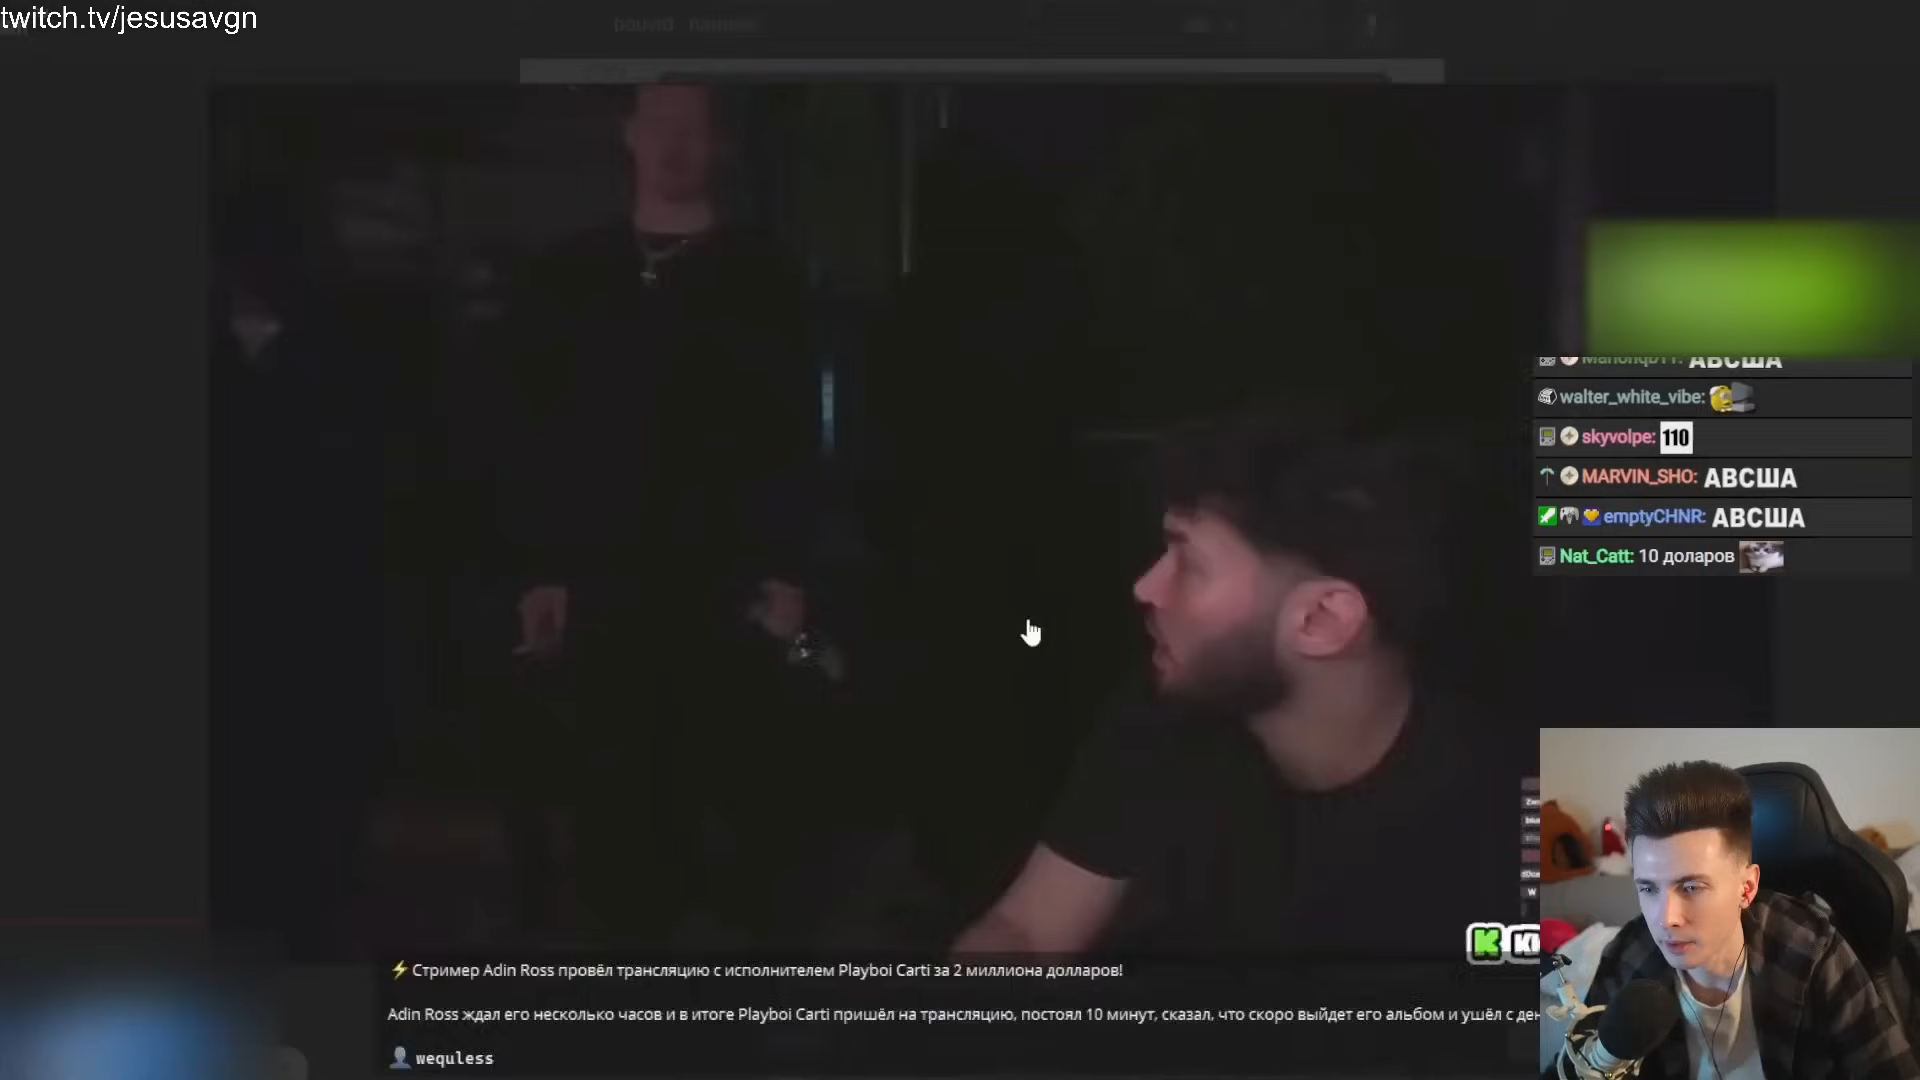 twitch.tv/jesusavgn
АВСША
walter_white_vibe:
skyvolpe: 110
MARVIN_SHO: АВСША
emptyCHNR: АВСША
Nat_Catt: 10 доларов
K
⚡Стример Adin Ross провёл трансляцию с исполнителем Playboi Carti за 2 миллиона долларов!
Adin Ross ждал его несколько часов и в итоге Playboi Carti пришёл на трансляцию, постоял 10 минут, сказал, что скоро выйдет его альбом и ушёл с ден
wequless